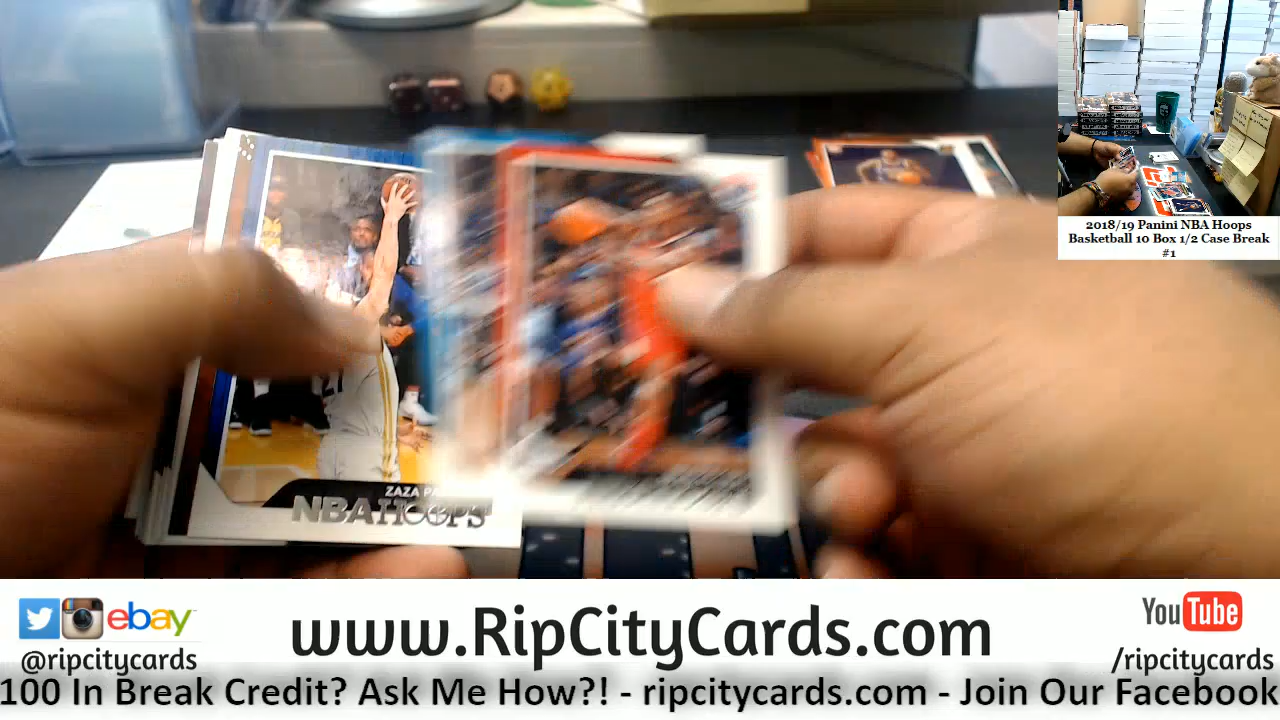 2018/19 Panini NBA Hoops
Basketball 10 Box 1/2 Case Break
#1
21
ZAZA PA
NBA HOOPS
ebay
@ripcitycards
www.RipCityCards.com
You Tube
/ripcitycards
100 In Break Credit? Ask Me How?! - ripcitycards.com - Join Our Facebook